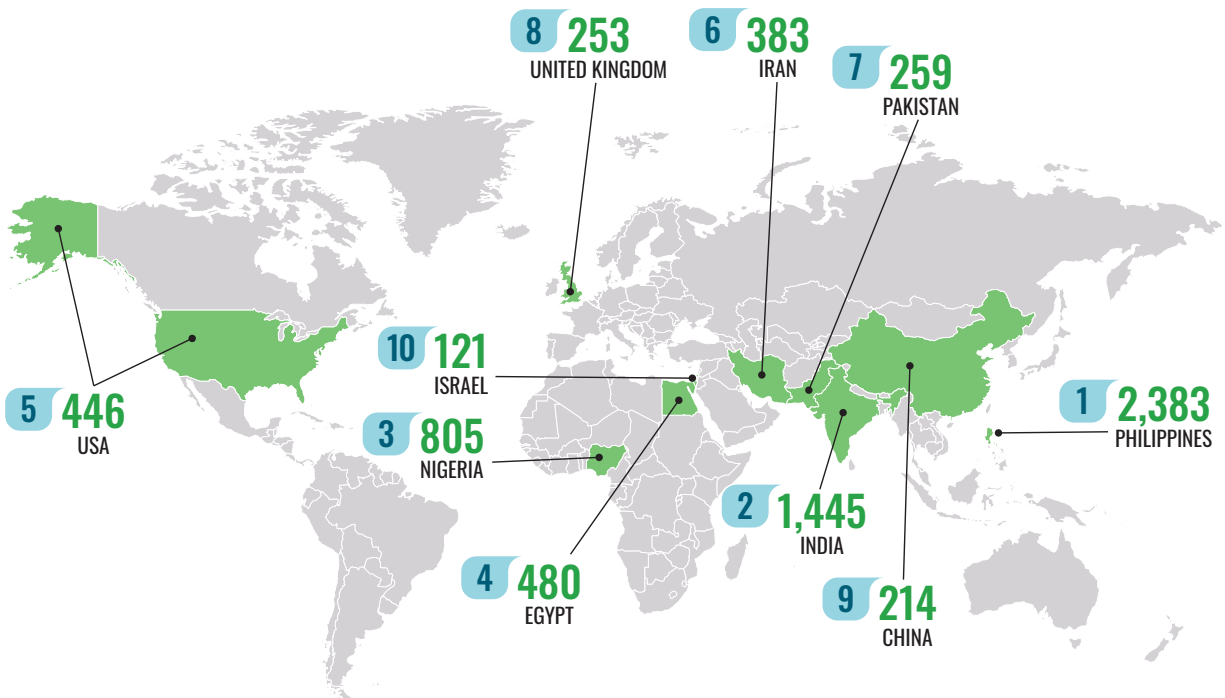 8 253
UNITED KINGDOM
6 383
IRAN
7 259
PAKISTAN
10 121
ISRAEL
5 446
USA
3 805
NIGERIA
1 2,383
PHILIPPINES
2 1,445
INDIA
4 480
EGYPT
9 214
CHINA